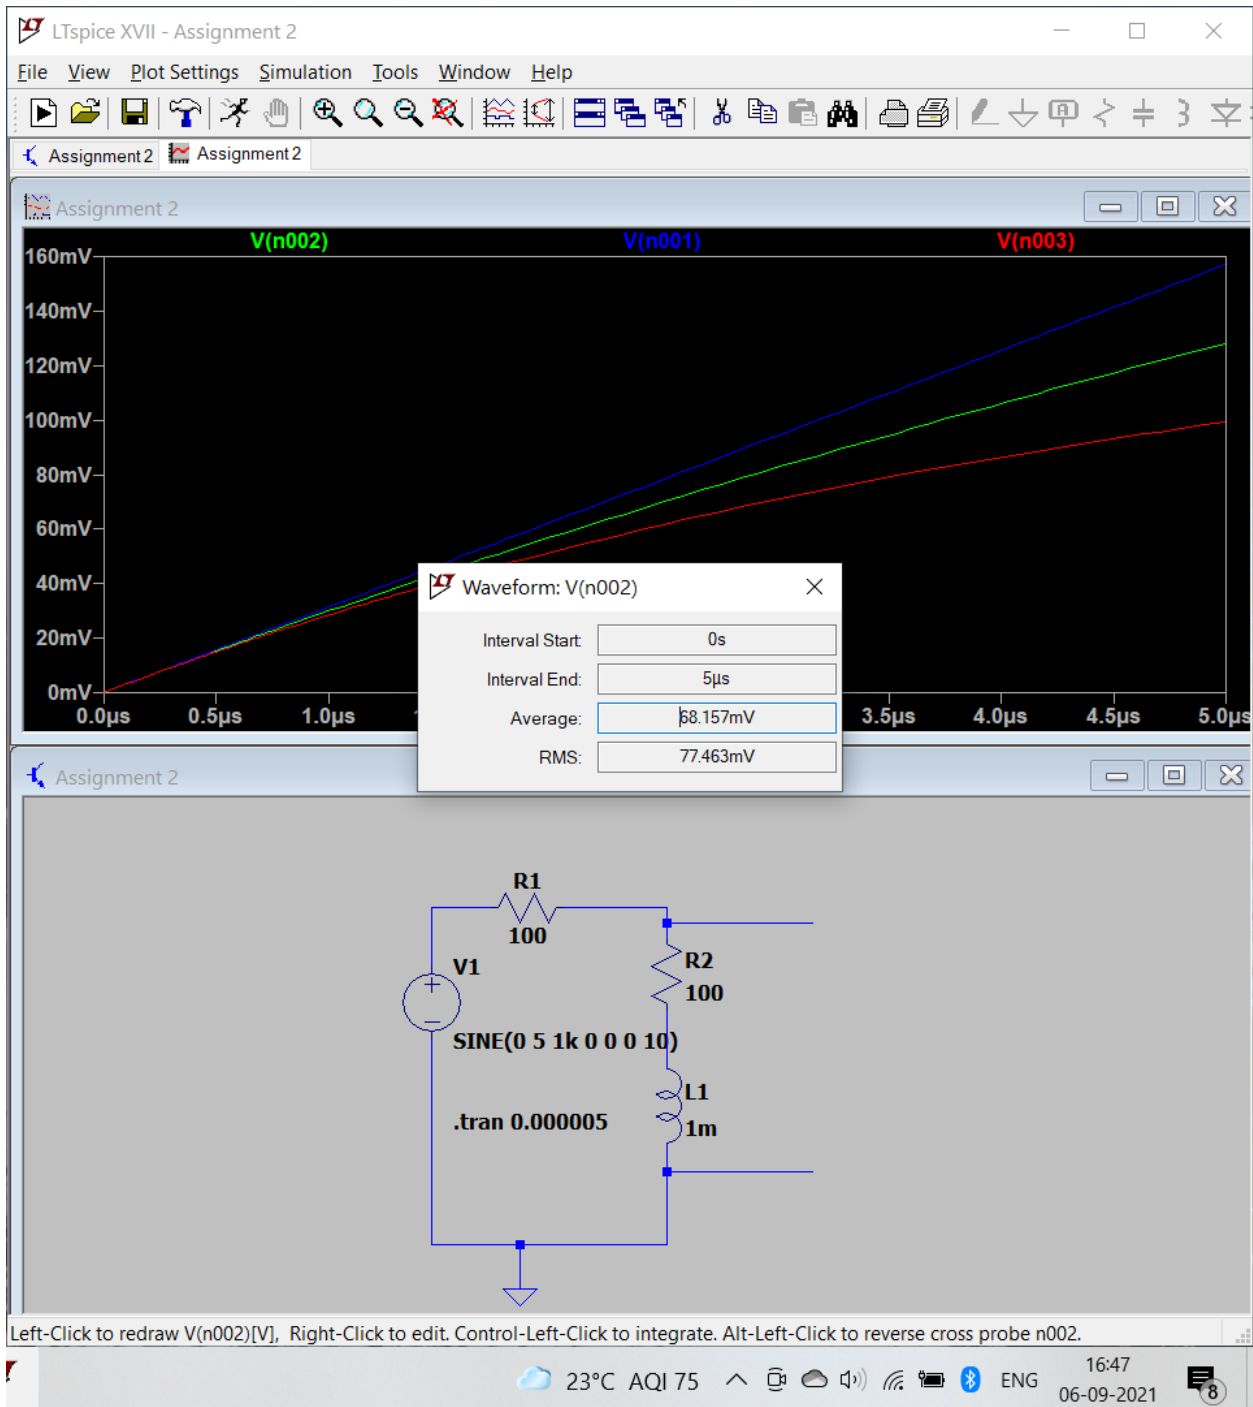 LTspice XVII - Assignment 2
File View Plot Settings Simulation Tools Window Help
Assignment 2 Assignment 2
Assignment 2
V(n002) V(n001) V(n003)
160mV
140mV
120mV
100mV
80mV
60mV
40mV
20mV
0mV
0.0µs 0.5µs 1.0µs 3.5µs 4.0µs 4.5µs 5.0µs
Waveform: V(n002)
Interval Start: 0s
Interval End: 5µs
Average: 68.157mV
RMS: 77.463mV
Assignment 2
R1
100
V1
R2
100
SINE(0 5 1k 0 0 0 10)
L1
.tran 0.000005
1m
Left-Click to redraw V(n002)[V], Right-Click to edit. Control-Left-Click to integrate. Alt-Left-Click to reverse cross probe n002.
23°C AQI 75 ENG 16:47
06-09-2021
8